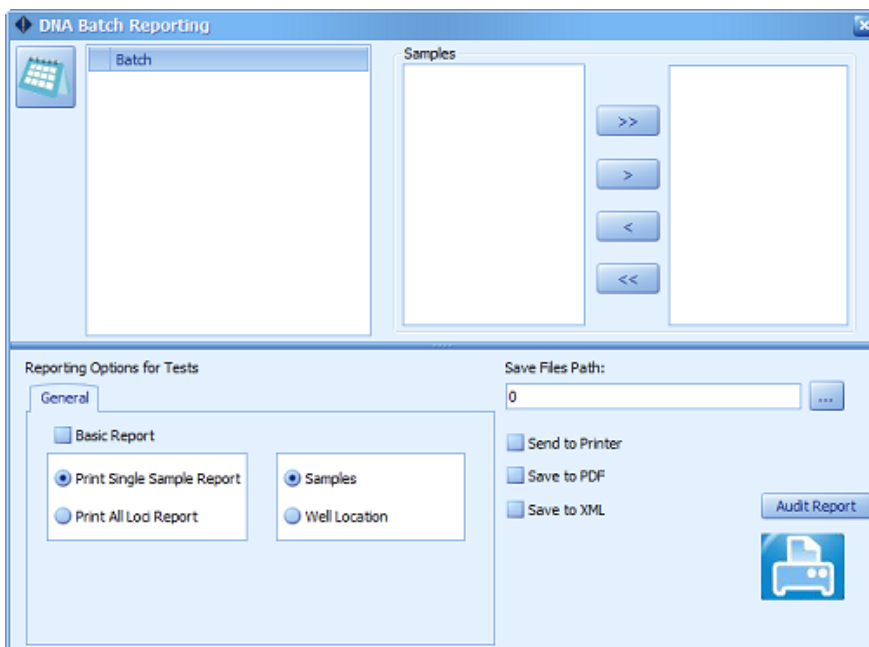 DNA Batch Reporting
Batch
Samples
>>
>
<
<<
Reporting Options for Tests
General
Basic Report
Print Single Sample Report
Print All Loci Report
Samples
Well Location
Save Files Path:
0
...
Send to Printer
Save to PDF
Save to XML
Audit Report